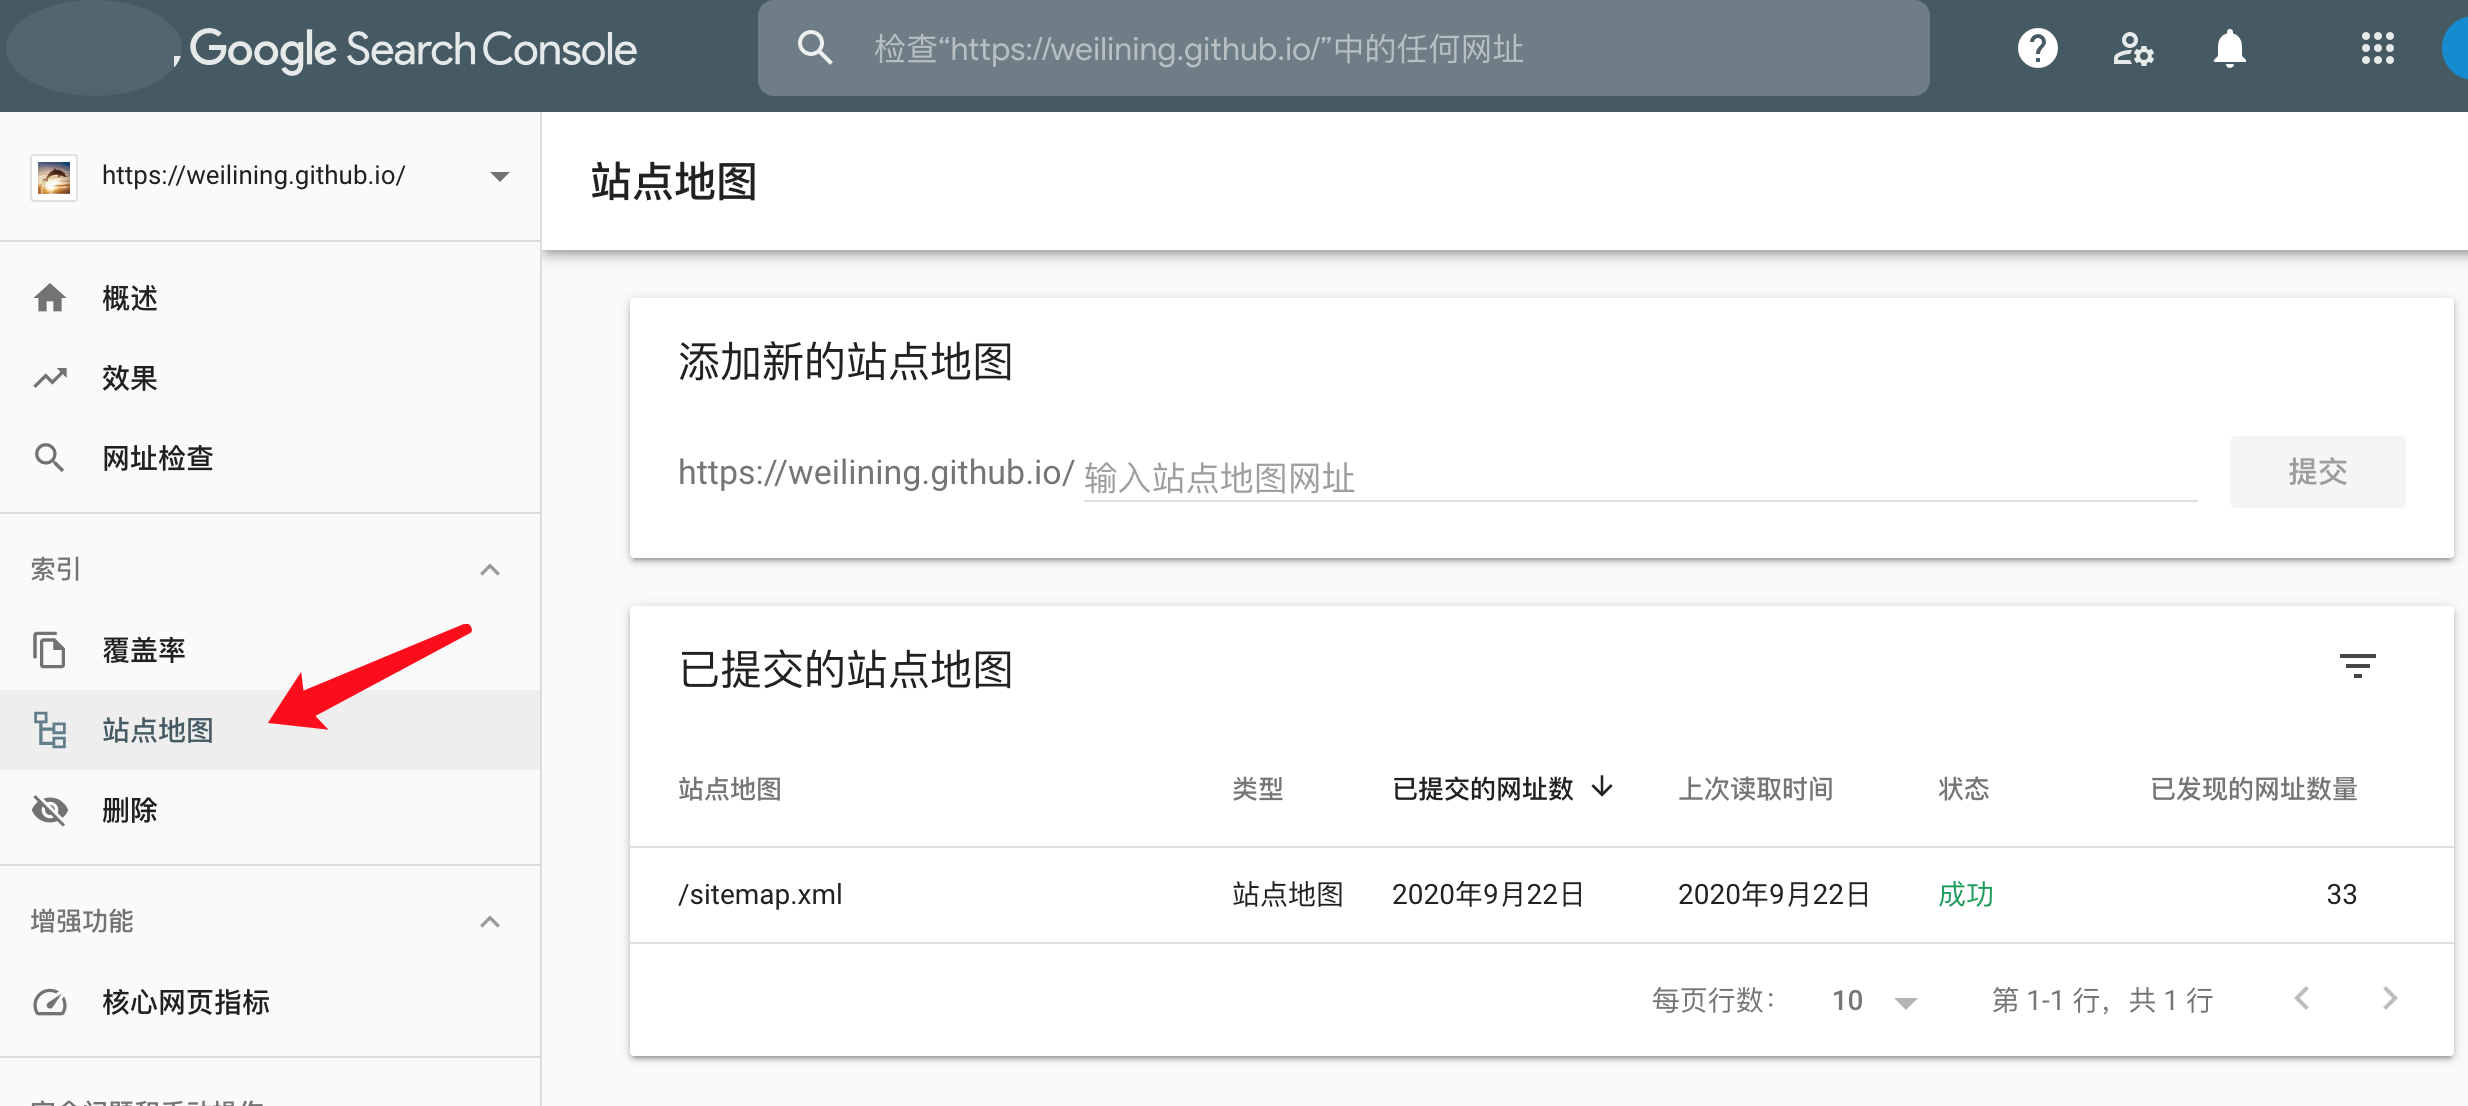 Google Search Console
检查“https://weilining.github.io/”中的任何网址
https://weilining.github.io/
概述
效果
网址检查
索引
覆盖率
站点地图
删除
增强功能
核心网页指标
站点地图
添加新的站点地图
https://weilining.github.io/ 输入站点地图网址
提交
已提交的站点地图
站点地图 类型 已提交的网址数 上次读取时间 状态 已发现的网址数量
/sitemap.xml 站点地图 2020年9月22日 2020年9月22日 成功 33
每页行数： 10 第 1-1 行，共 1 行